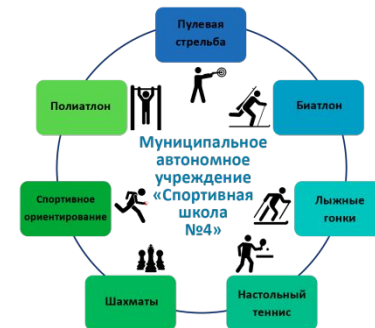 Пулевая
стрельба
Полиатлон
Биатлон
Муниципальное
автономное
учреждение
«Спортивная
школа
№4»
Спортивное
ориентирование
Лыжные
гонки
Шахматы
Настольный
теннис